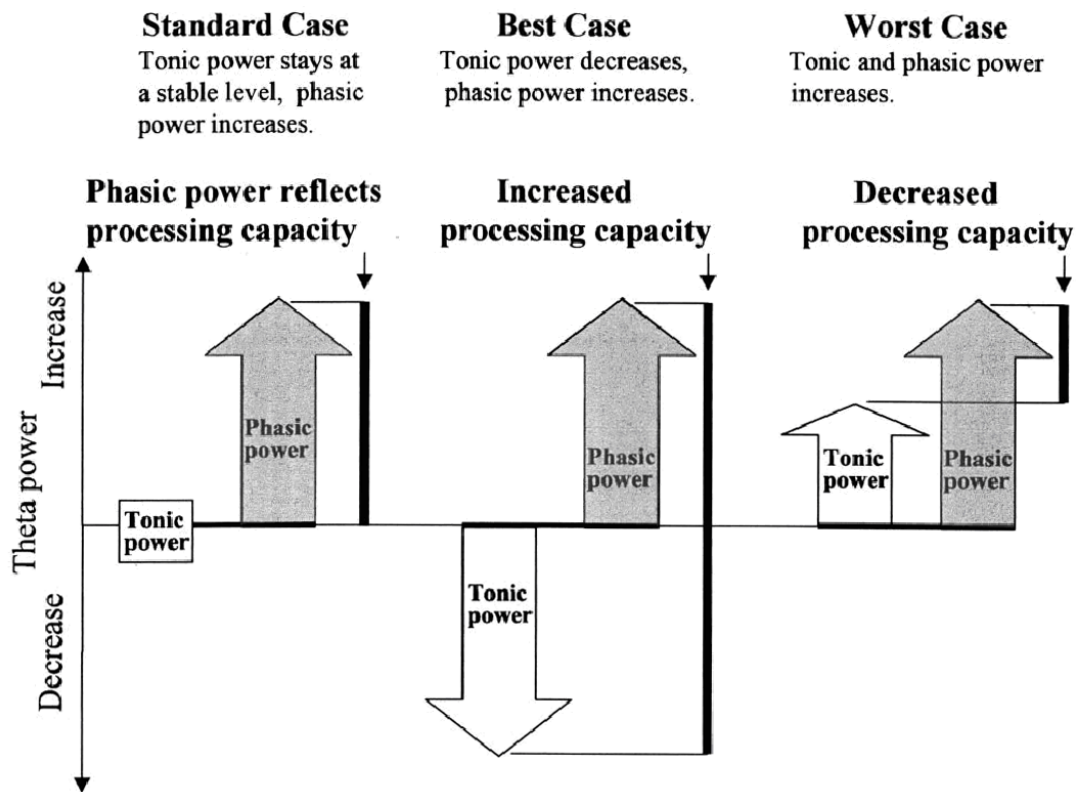 Standard Case
Tonic power stays at
a stable level, phasic
power increases.
Best Case
Tonic power decreases,
phasic power increases.
Worst Case
Tonic and phasic power
increases.
Phasic power reflects
processing capacity
Increased
processing capacity
Decreased
processing capacity
Theta power
Increase
Decrease
Tonic
power
Phasic
power
Tonic
power
Phasic
power
Tonic
power
Phasic
power